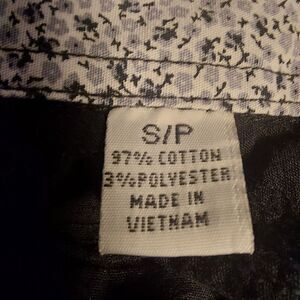 S/P
97% COTTON
3% POLYESTER
MADE IN
VIETNAM